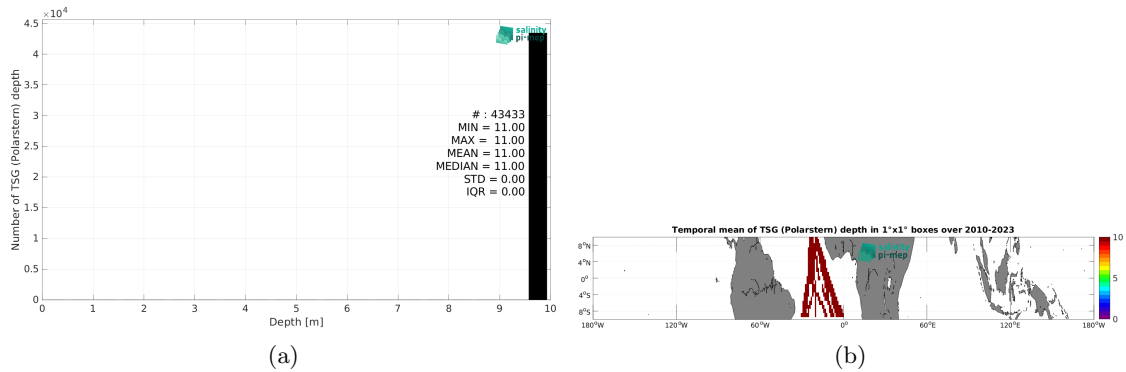 ×10⁴
4.5
4
3.5
3
2.5
2
1.5
1
0.5
0
Number of TSG (Polarstern) depth
salinity
pi-mep
# : 43433
MIN = 11.00
MAX = 11.00
MEAN = 11.00
MEDIAN = 11.00
STD = 0.00
IQR = 0.00
0 1 2 3 4 5 6 7 8 9 10
Depth [m]
(a)
Temporal mean of TSG (Polarstern) depth in 1°x1° boxes over 2010-2023
salinity
pi-mep
8°N
4°N
0°
4°S
8°S
180°W 120°W 60°W 0° 60°E 120°E 180°W
10
8
6
4
2
0
(b)